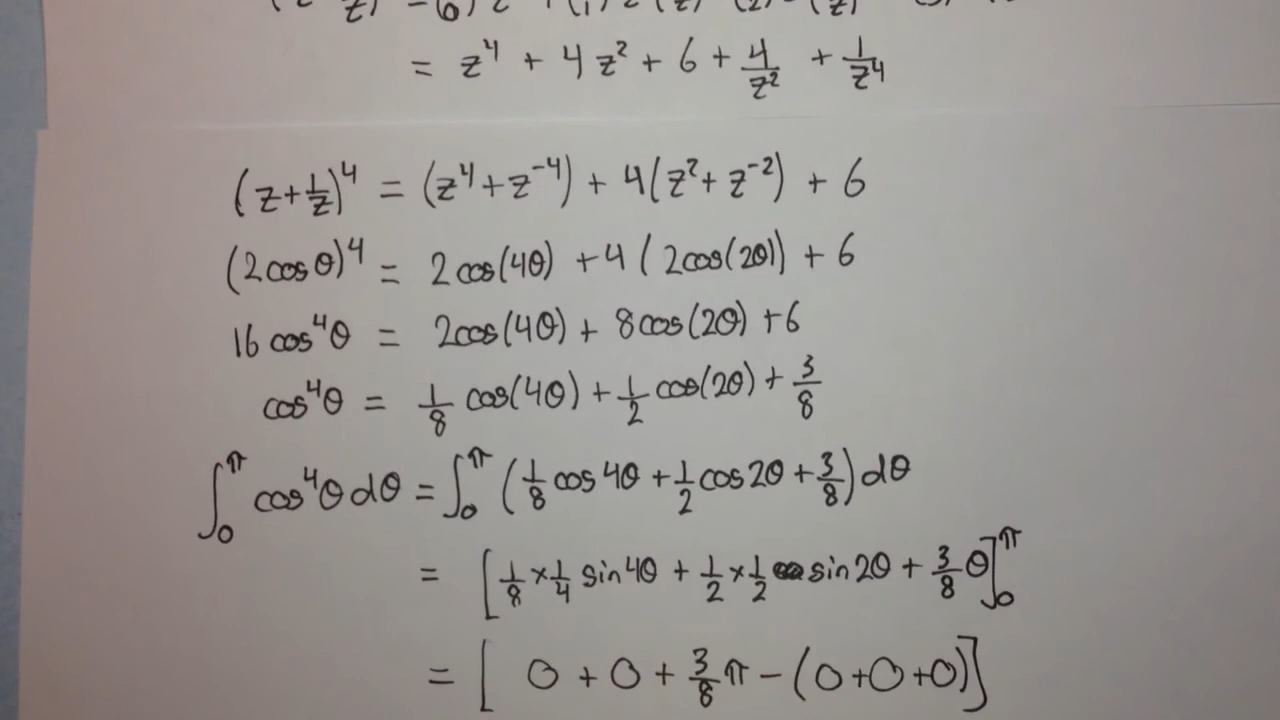 = z⁴ + 4z² + 6 + 4/z² + 1/z⁴
(z + 1/z)⁴ = (z⁴ + z⁻⁴) + 4(z² + z⁻²) + 6
(2cosθ)⁴ = 2cos(4θ) + 4(2cos(2θ)) + 6
16 cos⁴θ = 2cos(4θ) + 8cos(2θ) + 6
cos⁴θ = 1/8 cos(4θ) + 1/2 cos(2θ) + 3/8
∫₀^π cos⁴θ dθ = ∫₀^π (1/8 cos4θ + 1/2 cos2θ + 3/8) dθ
= [1/8 × 1/4 sin4θ + 1/2 × 1/2 sin2θ + 3/8 θ]₀^π
= [0 + 0 + 3/8 π − (0+0+0)]